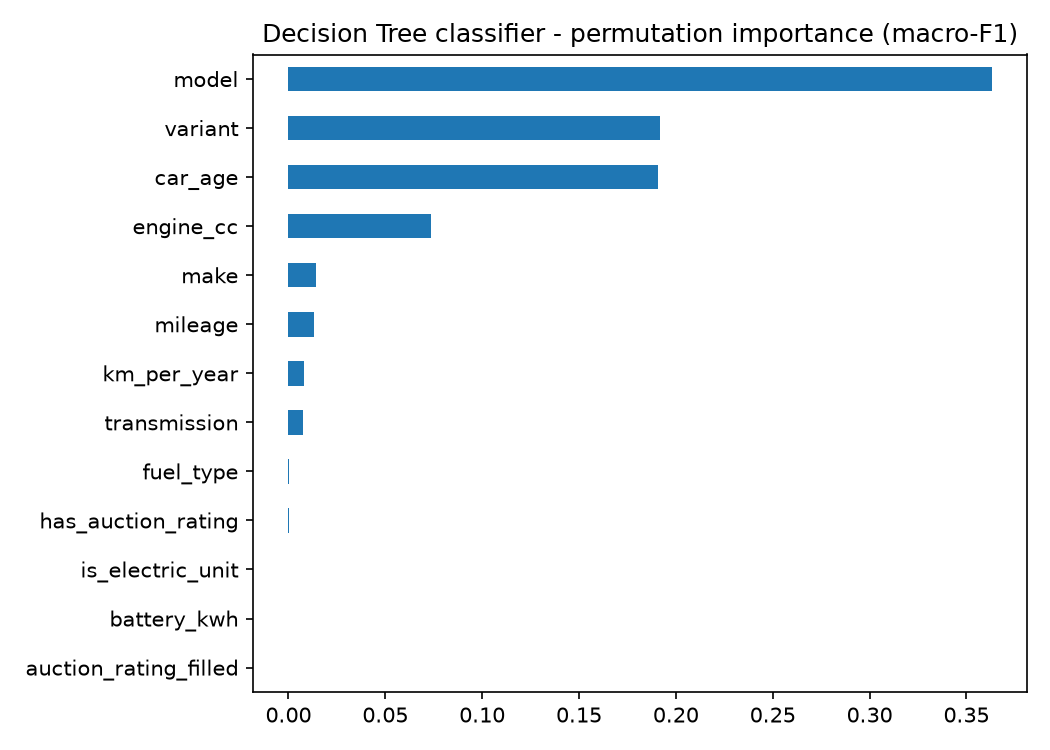 Decision Tree classifier - permutation importance (macro-F1)
model
variant
car_age
engine_cc
make
mileage
km_per_year
transmission
fuel_type
has_auction_rating
is_electric_unit
battery_kwh
auction_rating_filled
0.00 0.05 0.10 0.15 0.20 0.25 0.30 0.35